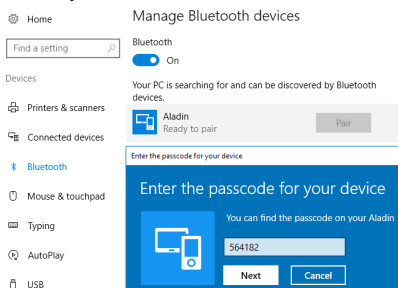 Home
Find a setting
Devices
Printers & scanners
Connected devices
Bluetooth
Mouse & touchpad
Typing
AutoPlay
USB
Manage Bluetooth devices
Bluetooth
On
Your PC is searching for and can be discovered by Bluetooth
devices.
Aladin
Ready to pair
Pair
Enter the passcode for your device
Enter the passcode for your device
You can find the passcode on your Aladin
564182
Next
Cancel